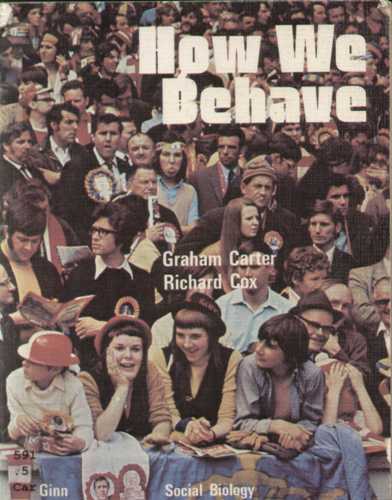 How We
Behave
Graham Carter
Richard Cox
591
.5
Car
Ginn
Social Biology